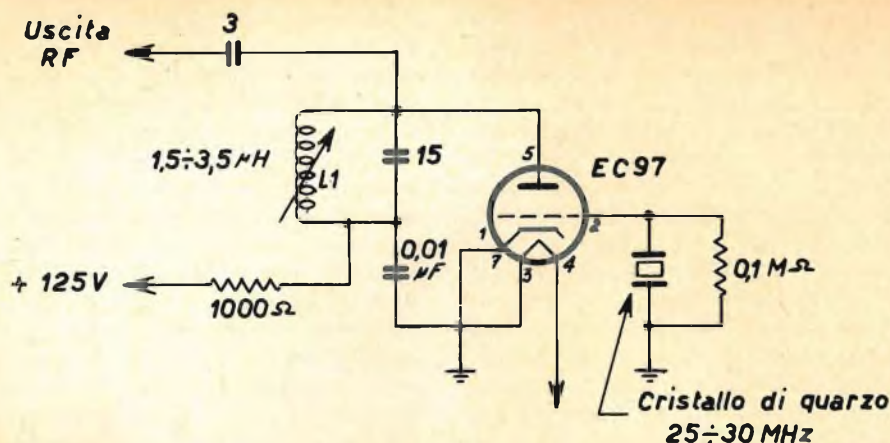 Uscita
RF
3
1,5÷3,5 µH
L1
15
5
EC97
1
2
7
3
4
0,01
µF
0,1 MΩ
+ 125V
1000 Ω
Cristallo di quarzo
25÷30 MHz